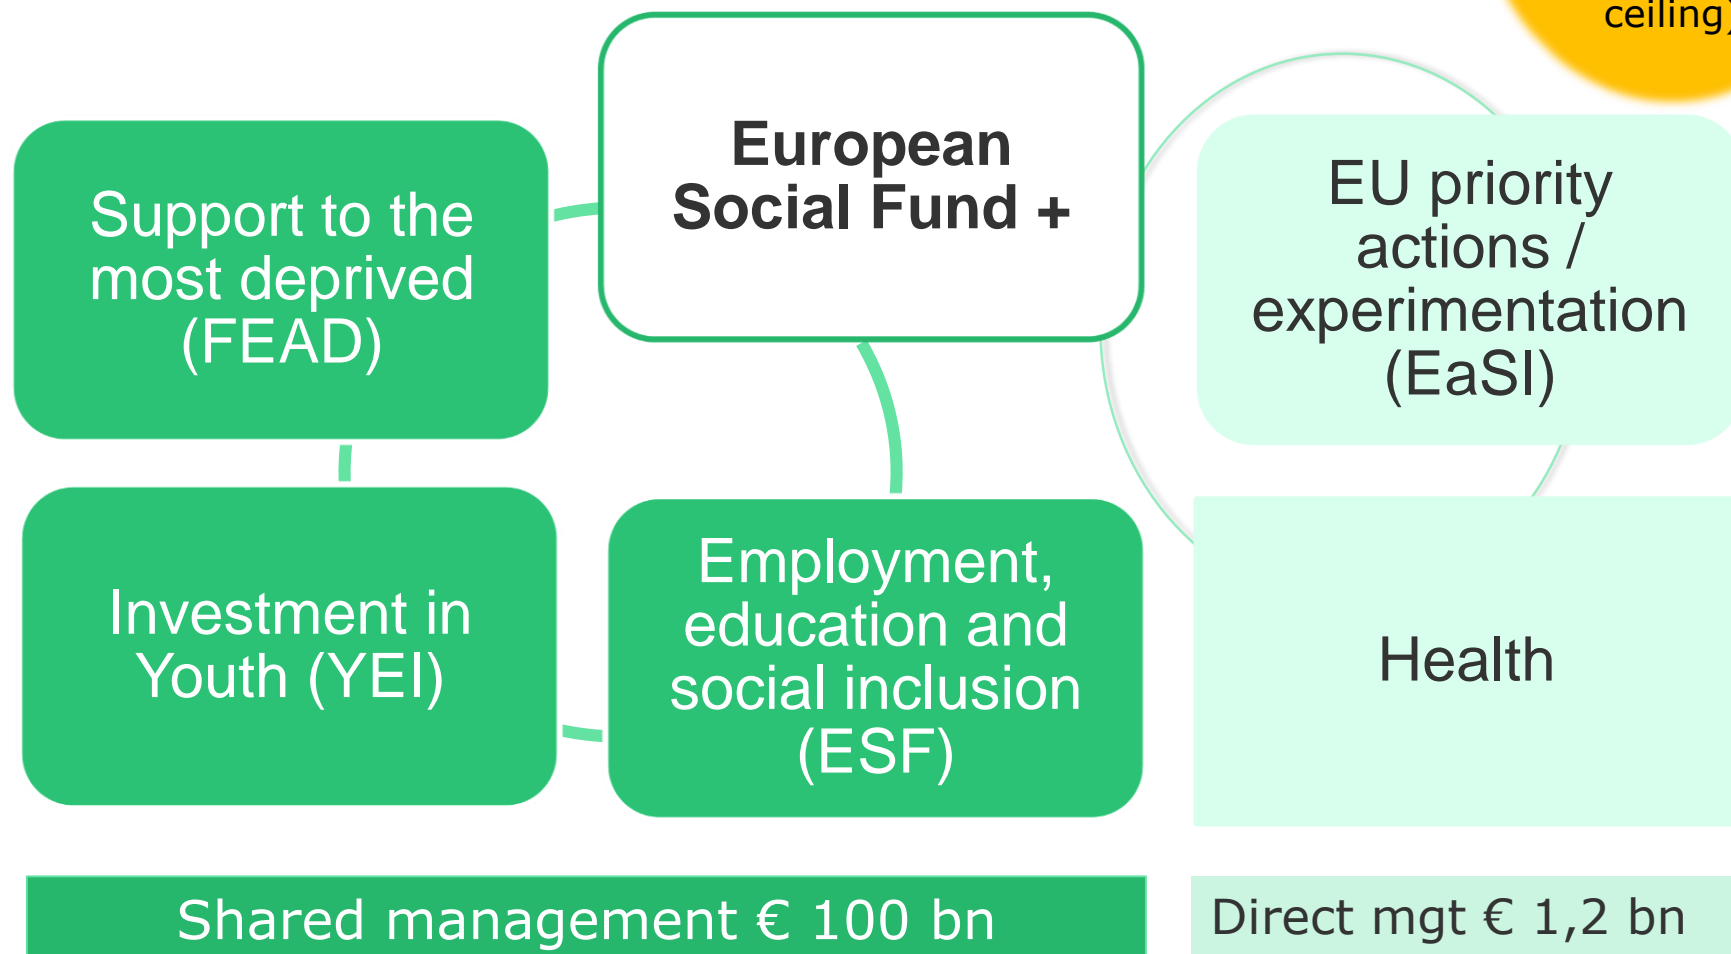 ceiling)
European
Social Fund +
Support to the
most deprived
(FEAD)
EU priority
actions /
experimentation
(EaSI)
Investment in
Youth (YEI)
Employment,
education and
social inclusion
(ESF)
Health
Shared management € 100 bn
Direct mgt € 1,2 bn